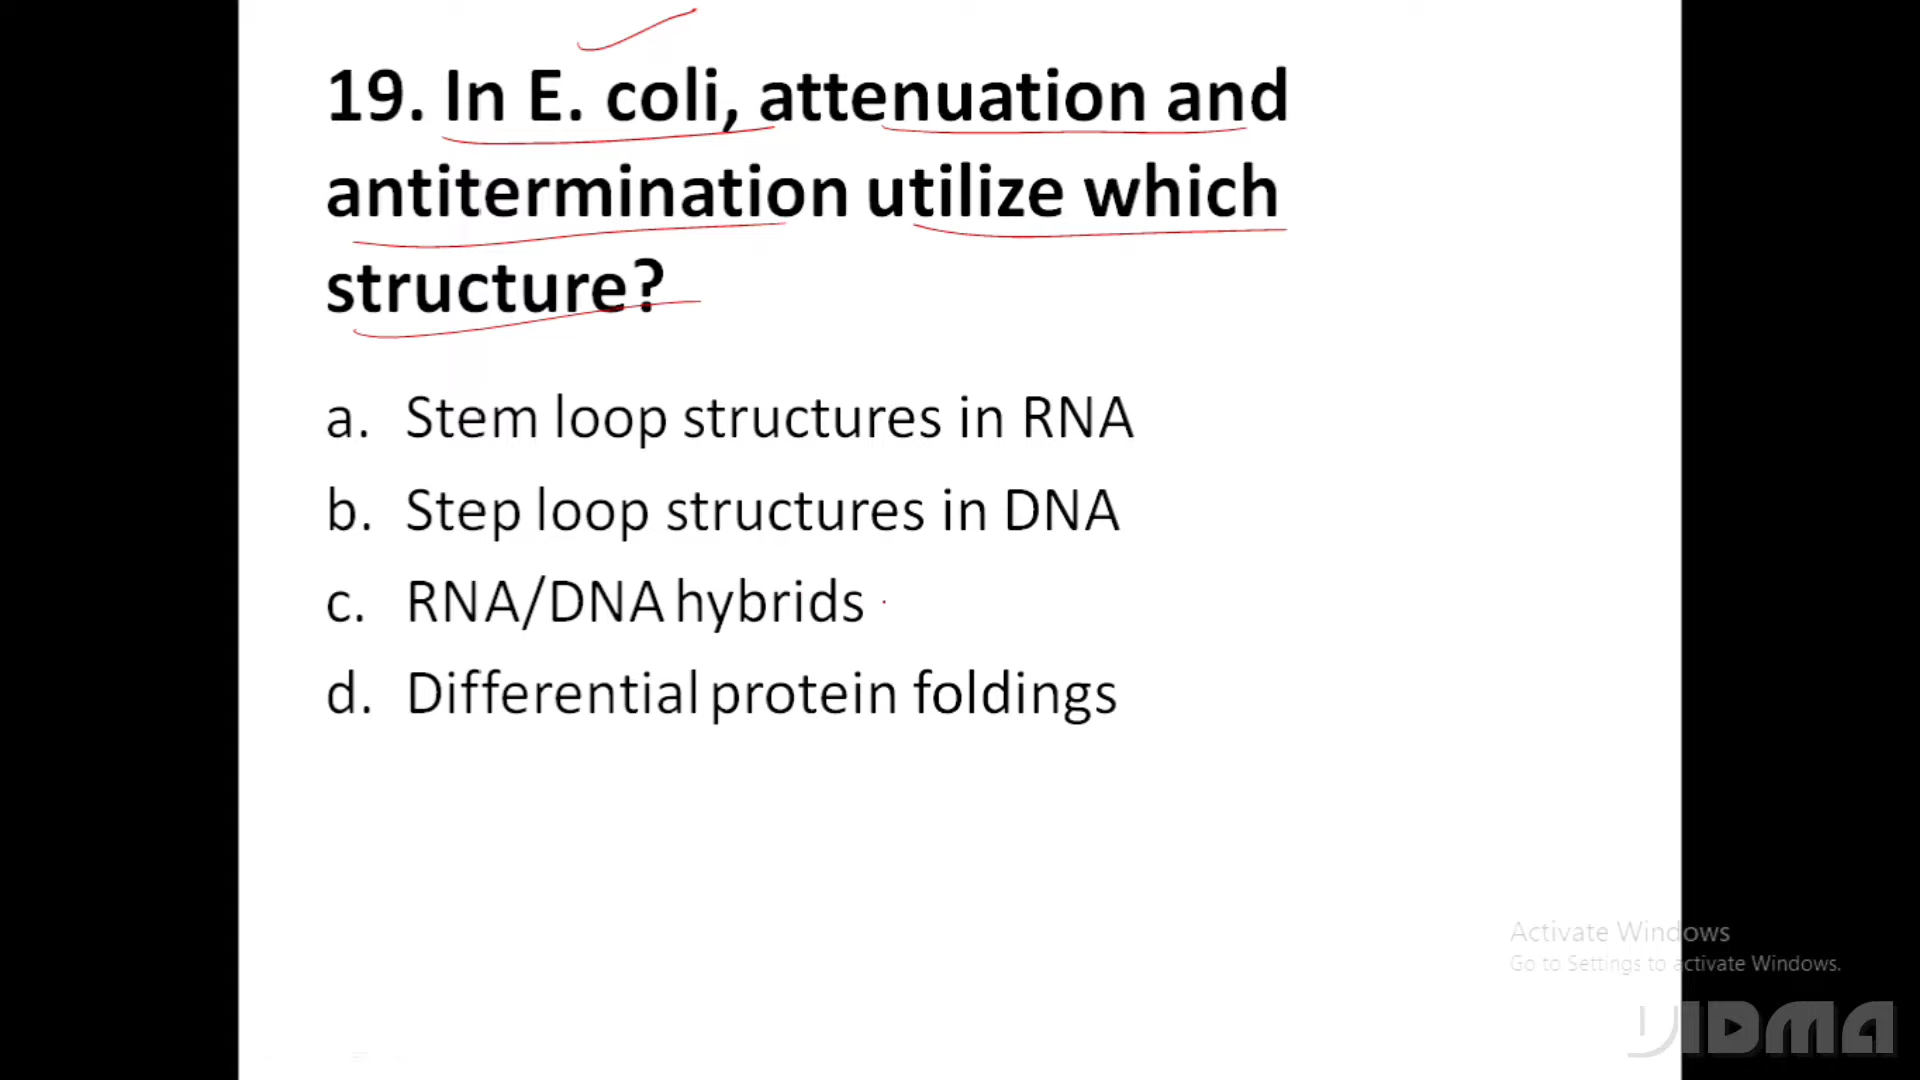 19. In E. coli, attenuation and
antitermination utilize which
structure?
a. Stem loop structures in RNA
b. Step loop structures in DNA
c. RNA/DNA hybrids
d. Differential protein foldings
Activate Windows
Go to Settings to activate Windows.
VIDMA